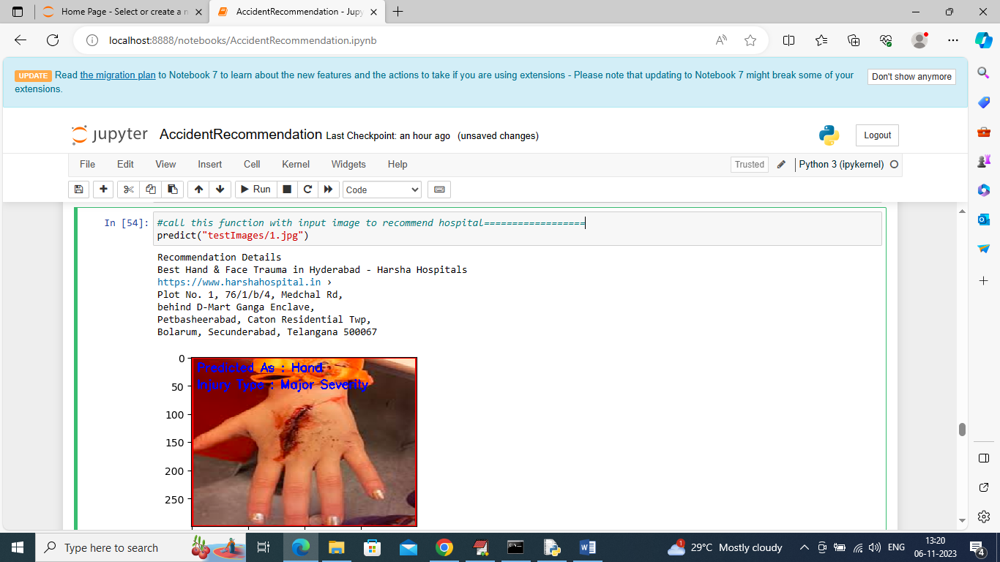 Home Page - Select or create a n
AccidentRecommendation - Jupy
localhost:8888/notebooks/AccidentRecommendation.ipynb
UPDATE Read the migration plan to Notebook 7 to learn about the new features and the actions to take if you are using extensions - Please note that updating to Notebook 7 might break some of your
extensions.
Don't show anymore
jupyter AccidentRecommendation Last Checkpoint: an hour ago (unsaved changes)
Logout
File Edit View Insert Cell Kernel Widgets Help
Trusted
Python 3 (ipykernel)
Run
Code
In [54]: #call this function with input image to recommend hospital==================
predict("testImages/1.jpg")
Recommendation Details
Best Hand & Face Trauma in Hyderabad - Harsha Hospitals
https://www.harshahospital.in ›
Plot No. 1, 76/1/b/4, Medchal Rd,
behind D-Mart Ganga Enclave,
Petbasheerabad, Caton Residential Twp,
Bolarum, Secunderabad, Telangana 500067
Predicted As : Hand
Injury Type : Major Severity
0
50
100
150
200
250
Type here to search
1
29°C Mostly cloudy
ENG
13:20
06-11-2023
4